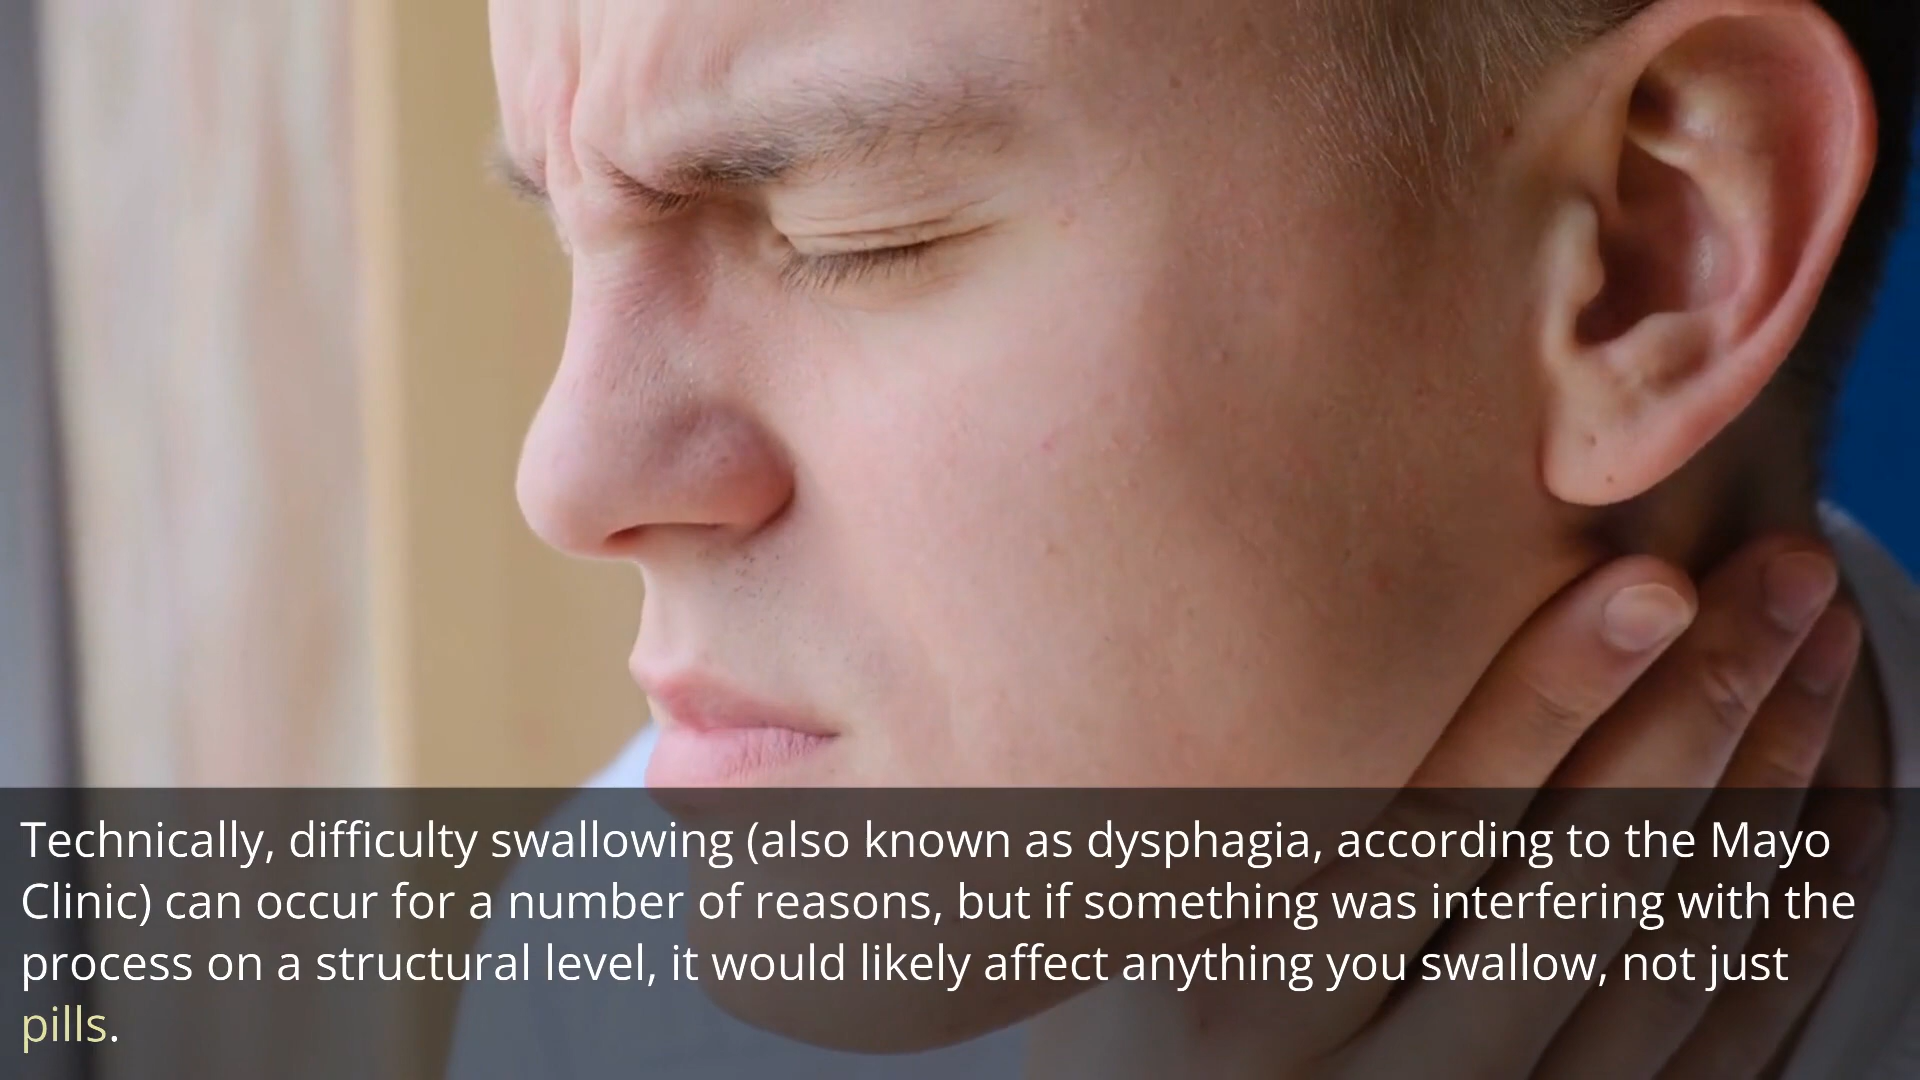 Technically, difficulty swallowing (also known as dysphagia, according to the Mayo
Clinic) can occur for a number of reasons, but if something was interfering with the
process on a structural level, it would likely affect anything you swallow, not just
pills.